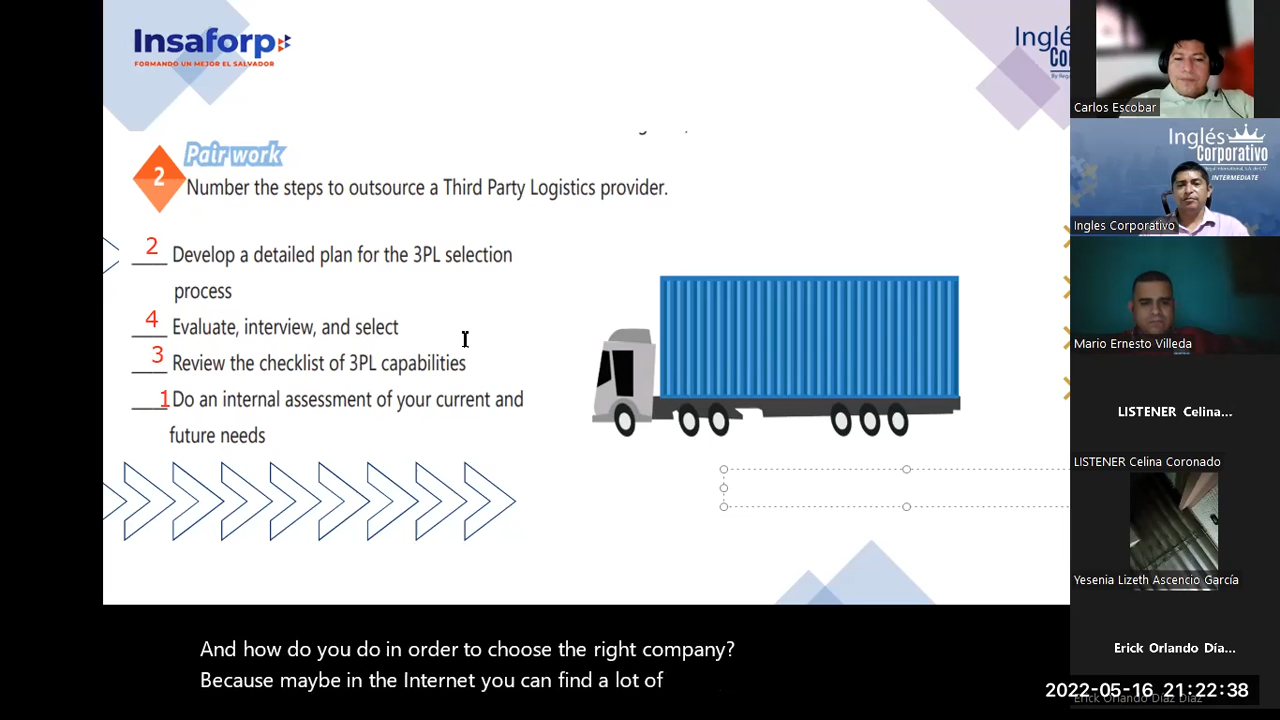 Insaforp
FORMANDO UN MEJOR EL SALVADOR
Inglés
Carlos Escobar
Inglés
Corporativo
INTERMEDIATE
Ingles Corporativo
2
Pair work
Number the steps to outsource a Third Party Logistics provider.
2 Develop a detailed plan for the 3PL selection
process
4 Evaluate, interview, and select
3 Review the checklist of 3PL capabilities
1 Do an internal assessment of your current and
future needs
Mario Ernesto Villeda
LISTENER Celina...
LISTENER Celina Coronado
Yesenia Lizeth Ascencio García
Erick Orlando Día...
Erick Orlando Díaz Díaz
And how do you do in order to choose the right company?
Because maybe in the Internet you can find a lot of
2022-05-16 21:22:38